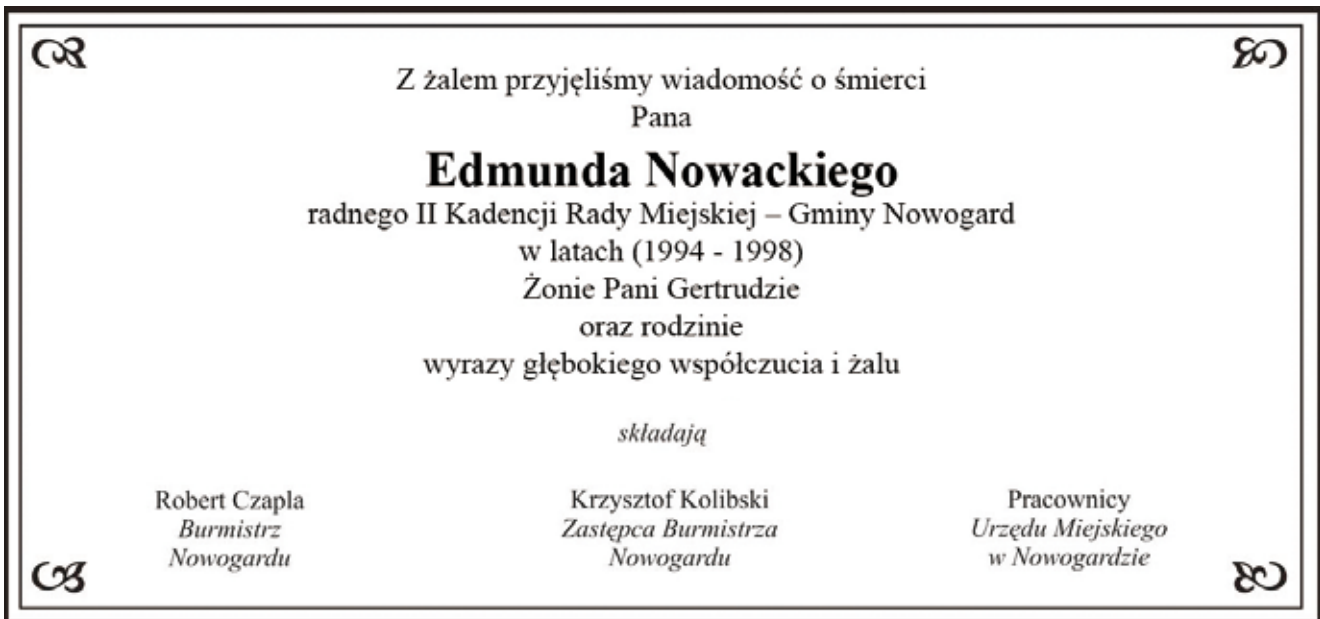 Z żalem przyjęliśmy wiadomość o śmierci
Pana
Edmunda Nowackiego
radnego II Kadencji Rady Miejskiej – Gminy Nowogard
w latach (1994 - 1998)
Żonie Pani Gertrudzie
oraz rodzinie
wyrazy głębokiego współczucia i żalu
składają
Robert Czapla
Burmistrz
Nowogardu
Krzysztof Kolibski
Zastępca Burmistrza
Nowogardu
Pracownicy
Urzędu Miejskiego
w Nowogardzie